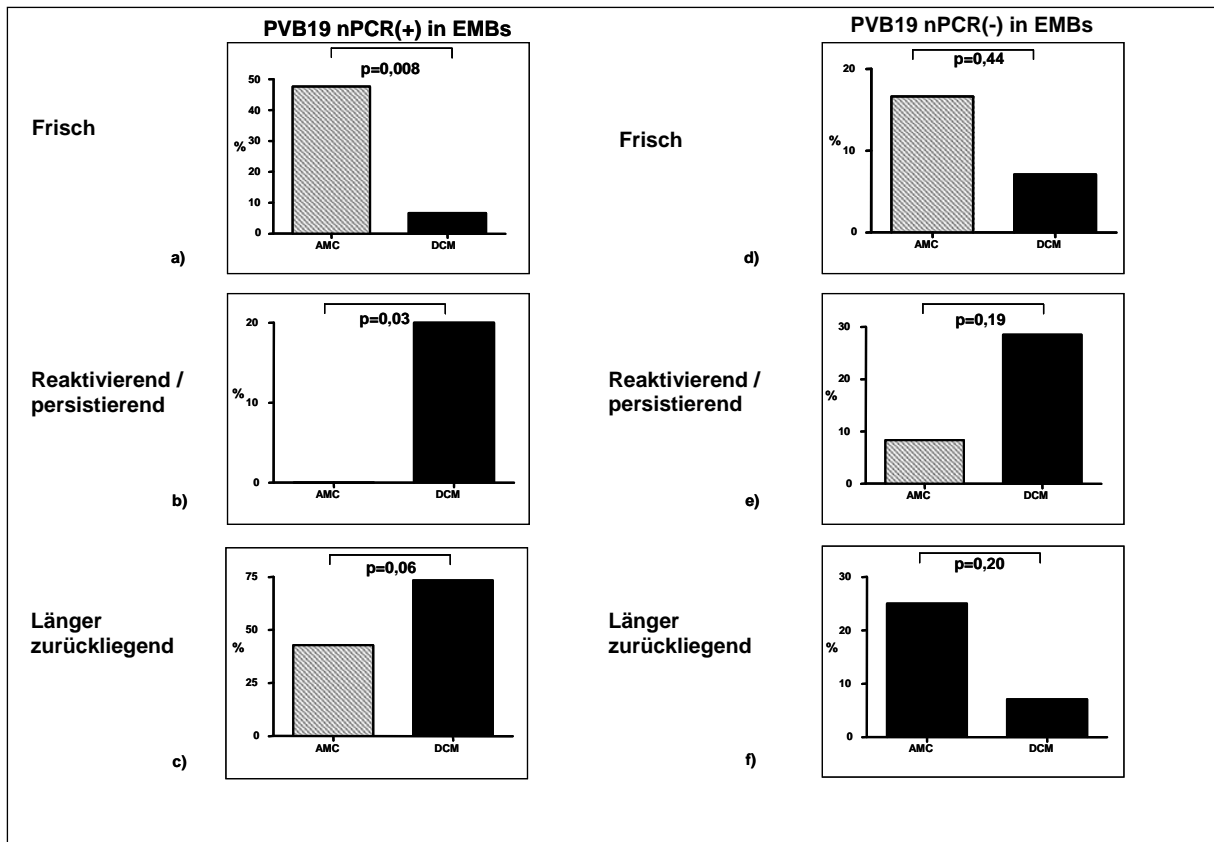 PVB19 nPCR(+) in EMBs
Frisch
p=0,008
50
40
30
%
20
10
0
AMC
DCM
a)
Reaktivierend /
persistierend
p=0,03
20
%
10
0
AMC
DCM
b)
Länger
zurückliegend
p=0,06
75
50
%
25
0
AMC
DCM
c)
PVB19 nPCR(-) in EMBs
Frisch
p=0,44
20
%
10
0
AMC
DCM
d)
Reaktivierend /
persistierend
p=0,19
30
20
%
10
0
AMC
DCM
e)
Länger
zurückliegend
p=0,20
30
20
%
10
0
AMC
DCM
f)